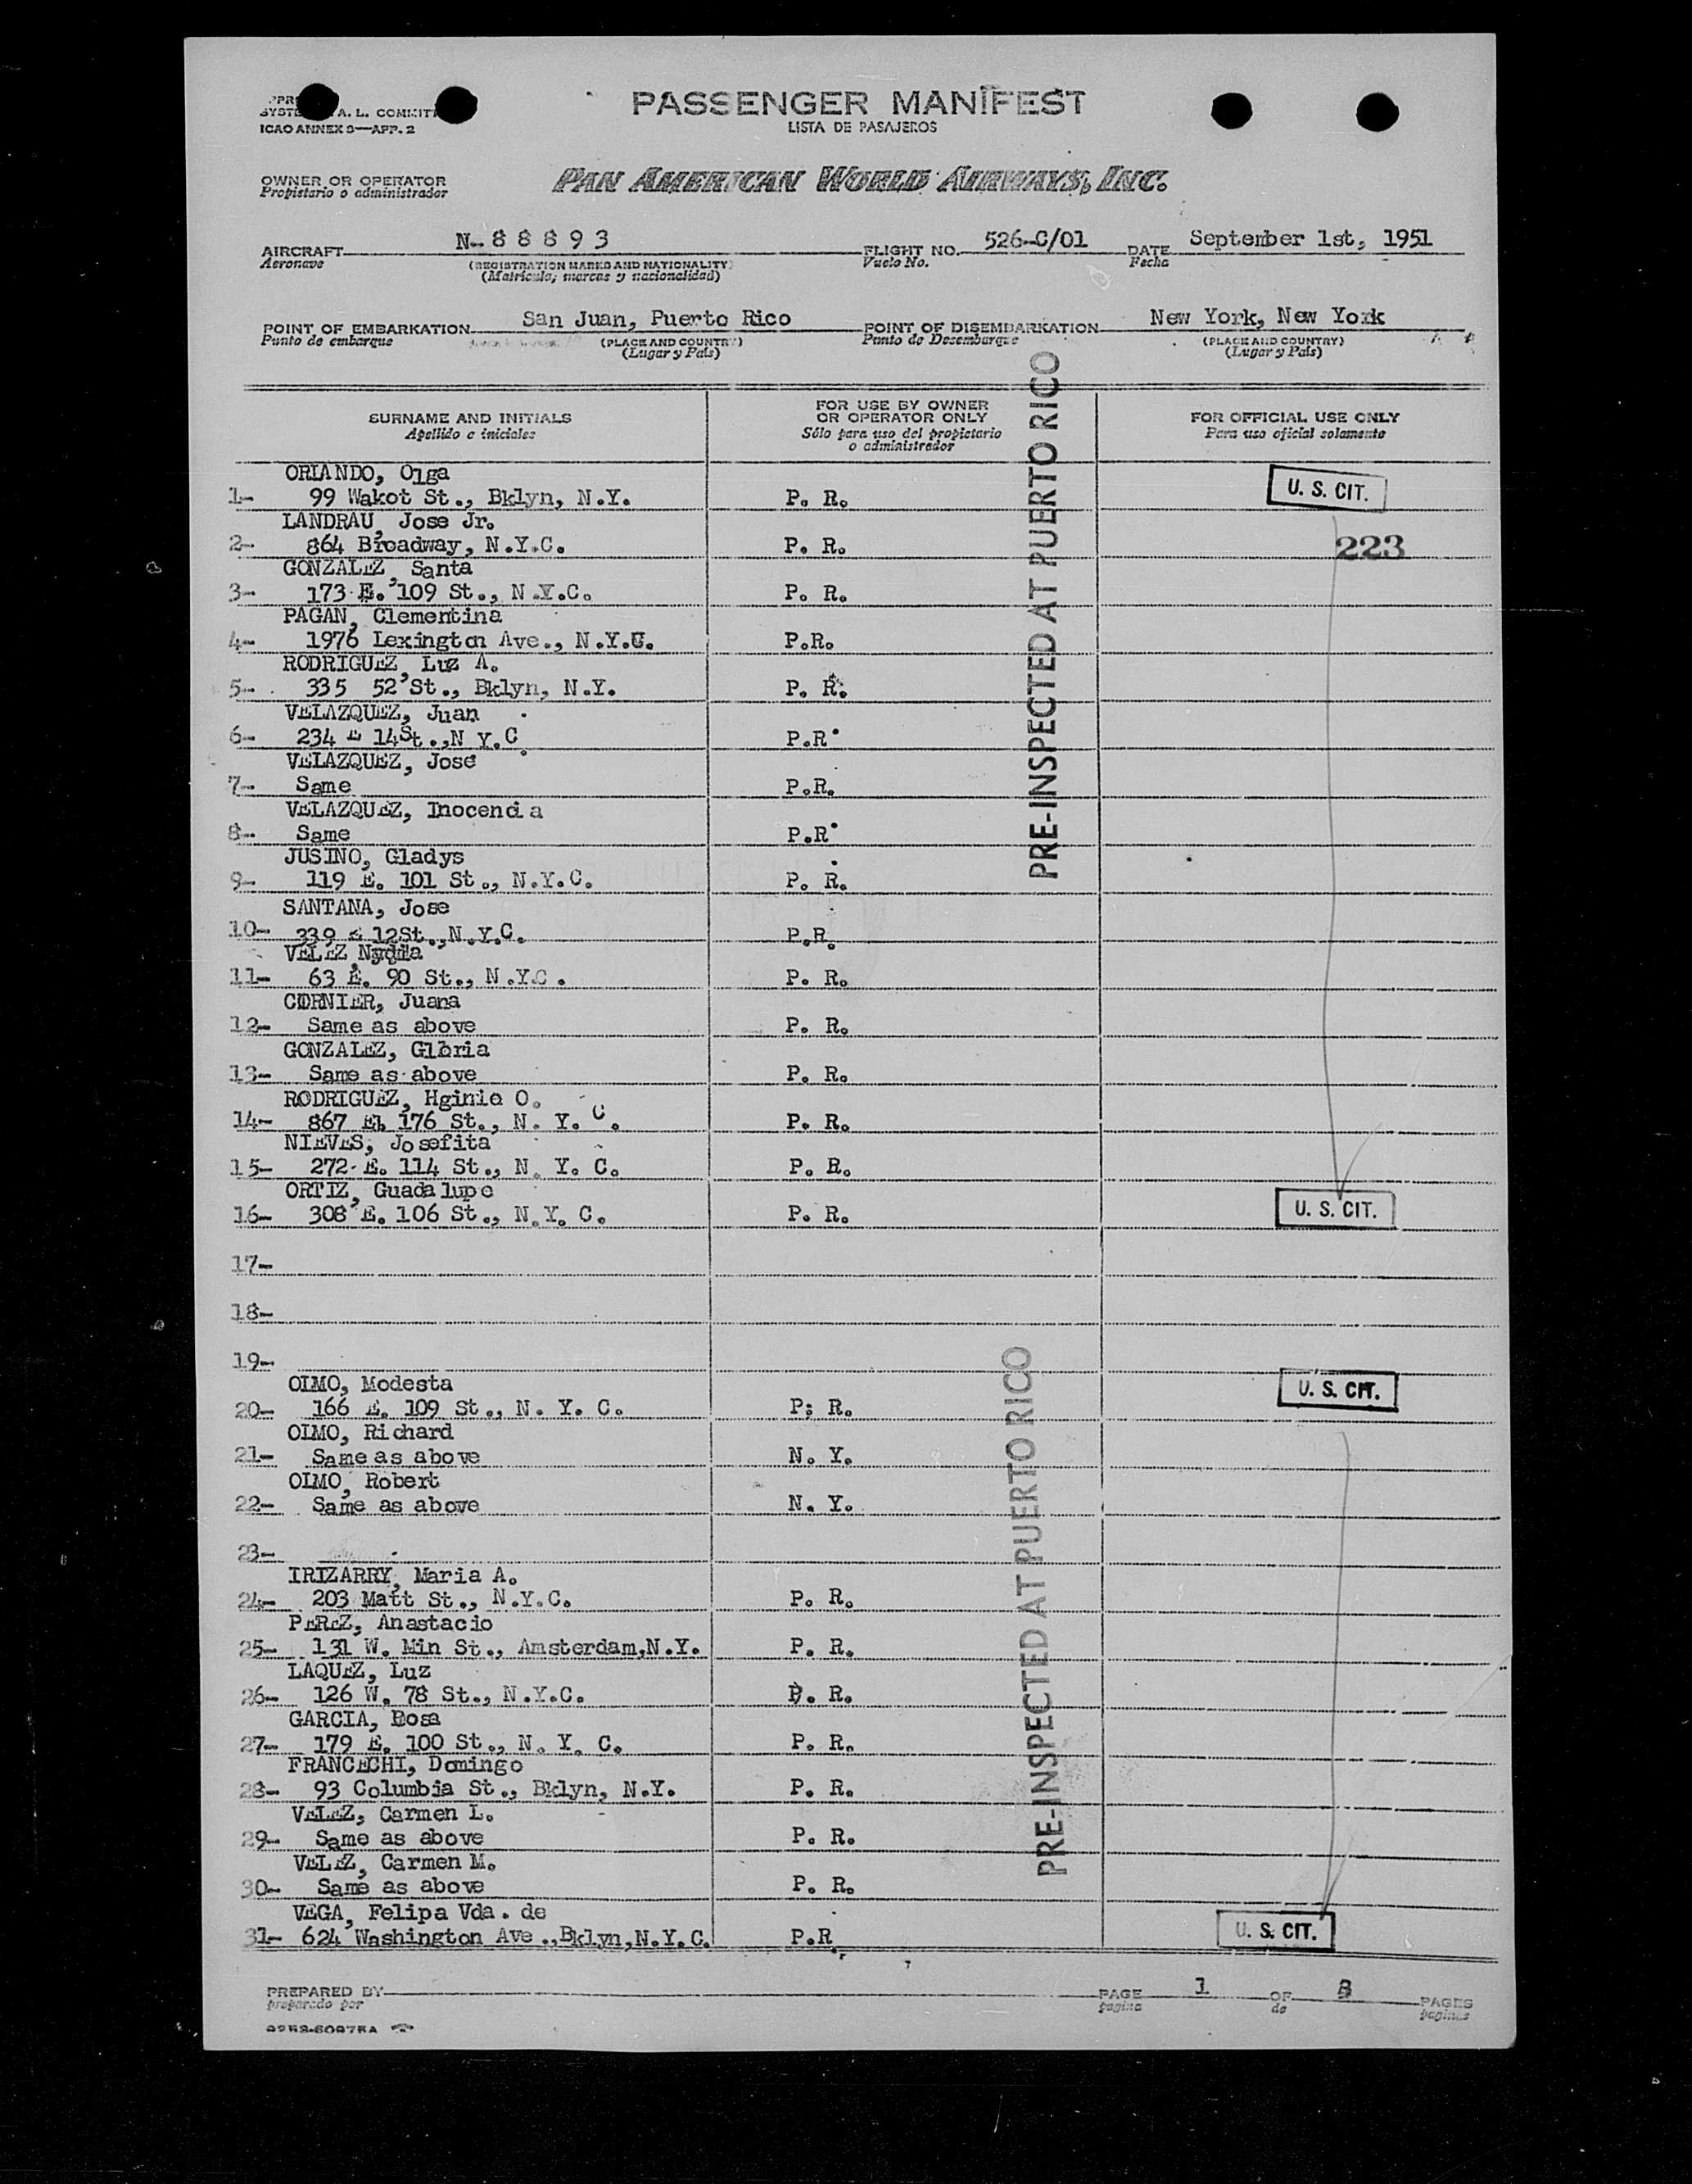 PASSENGER MANIFEST
LISTA DE PASAJEROS
A. L. COMMIT
ICAO ANNEX 9—APP. 2
OWNER OR OPERATOR
Propietario o administrador
PAN AMERICAN WORLD AIRWAYS, INC.
AIRCRAFT N-88893 FLIGHT NO. 526-C/01 DATE September 1st, 1951
Aeronave (REGISTRATION MARKS AND NATIONALITY) Vuelo No. Fecha
(Matrícula, marcas y nacionalidad)
POINT OF EMBARKATION San Juan, Puerto Rico POINT OF DISEMBARKATION New York, New York
Punto de embarque (PLACE AND COUNTRY) Punto de Desembarque (PLACE AND COUNTRY)
(Lugar y País) (Lugar y País)
SURNAME AND INITIALS FOR USE BY OWNER OR OPERATOR ONLY FOR OFFICIAL USE ONLY
Apellido e iniciales Sólo para uso del propietario o administrador Para uso oficial solamente
PRE-INSPECTED AT PUERTO RICO
ORLANDO, Olga
1- 99 Wakot St., Bklyn, N.Y. P. R. U. S. CIT.
LANDRAU, Jose Jr.
2- 864 Broadway, N.Y.C. P. R. 223
GONZALEZ, Santa
3- 173 E. 109 St., N.Y.C. P. R.
PAGAN, Clementina
4- 1976 Lexington Ave., N.Y.C. P.R.
RODRIGUEZ, Luz A.
5- 335 52 St., Bklyn, N.Y. P. R.
VELAZQUEZ, Juan
6- 234 E 14St.,N Y.C P.R.
VELAZQUEZ, Jose
7- Same P.R.
VELAZQUEZ, Inocencia
8- Same P.R.
JUSINO, Gladys
9- 119 E. 101 St., N.Y.C. P. R.
SANTANA, Jose
10- 339 E 12St.,N.Y.C. P.R.
VELEZ Nydia
11- 63 E. 90 St., N.Y.C. P. R.
CORNIER, Juana
12- Same as above P. R.
GONZALEZ, Gloria
13- Same as above P. R.
RODRIGUEZ, Hginio O.
14- 867 E. 176 St., N. Y. C. P. R.
NIEVES, Josefita
15- 272 E. 114 St., N. Y. C. P. R.
ORTIZ, Guadalupe
16- 308 E. 106 St., N.Y. C. P. R. U. S. CIT.
17-
18-
19-
PRE-INSPECTED AT PUERTO RICO
OLMO, Modesta
20- 166 E. 109 St., N. Y. C. P; R. U. S. CIT.
OLMO, Richard
21- Same as above N. Y.
OLMO, Robert
22- Same as above N. Y.
23-
IRIZARRY, Maria A.
24- 203 Matt St., N.Y.C. P. R.
PEREZ, Anastacio
25- 131 W. Min St., Amsterdam,N.Y. P. R.
LAQUEZ, Luz
26- 126 W. 78 St., N.Y.C. P. R.
GARCIA, Rosa
27- 179 E. 100 St., N. Y. C. P. R.
FRANCECHI, Domingo
28- 93 Columbia St., Bklyn, N.Y. P. R.
VELEZ, Carmen L.
29- Same as above P. R.
VELEZ, Carmen M.
30- Same as above P. R.
VEGA, Felipa Vda. de
31- 624 Washington Ave.,Bklyn,N.Y.C. P.R. U. S. CIT.
PREPARED BY PAGE 1 OF 3 PAGES
preparado por pagina de paginas